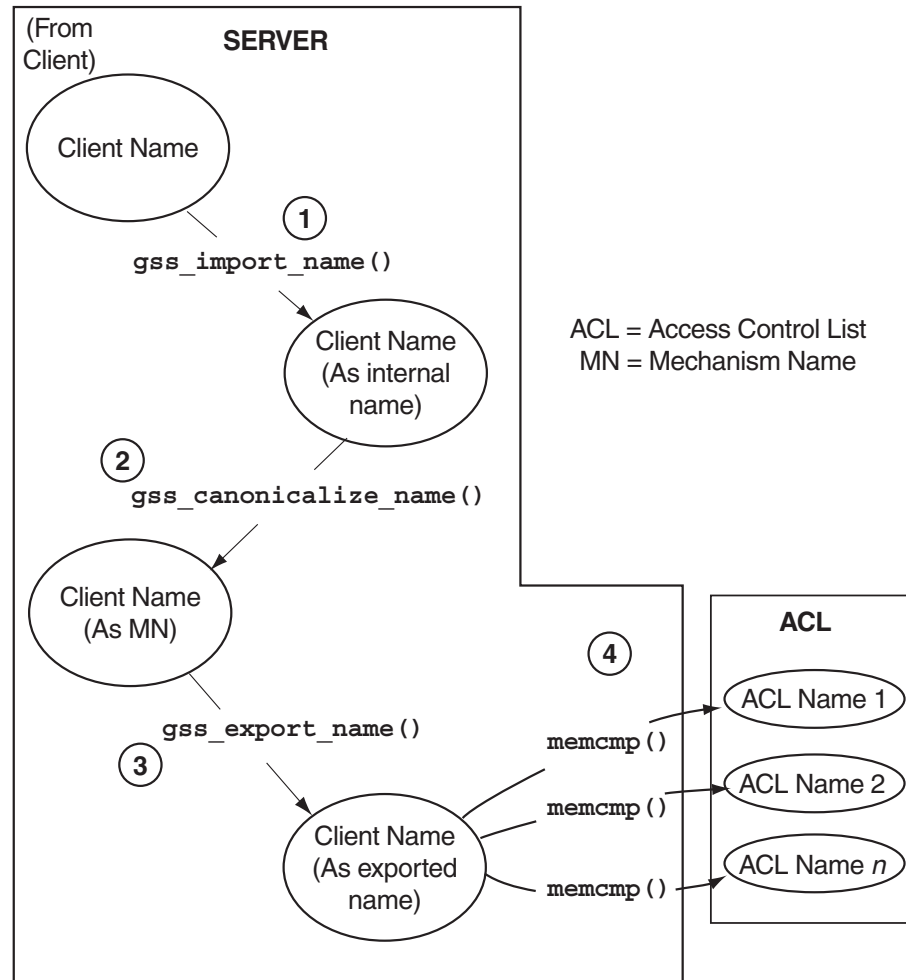 (From
Client)
SERVER
Client Name
1
gss_import_name()
Client Name
(As internal
name)
ACL = Access Control List
MN = Mechanism Name
2
gss_canonicalize_name()
Client Name
(As MN)
ACL
4
ACL Name 1
gss_export_name()
memcmp()
3
ACL Name 2
memcmp()
Client Name
(As exported
name)
ACL Name n
memcmp()